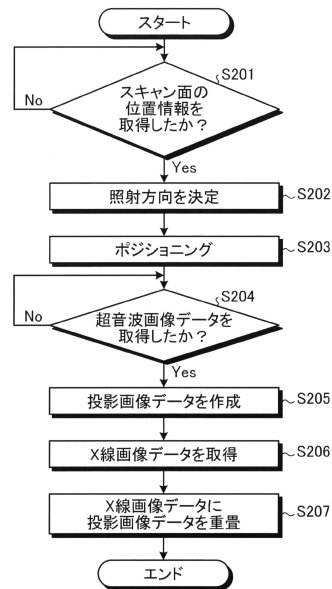 スタート
S201
スキャン面の
位置情報を
取得したか？
No
Yes
照射方向を決定
S202
ポジショニング
S203
S204
超音波画像データを
取得したか？
No
Yes
投影画像データを作成
S205
X線画像データを取得
S206
X線画像データに
投影画像データを重畳
S207
エンド